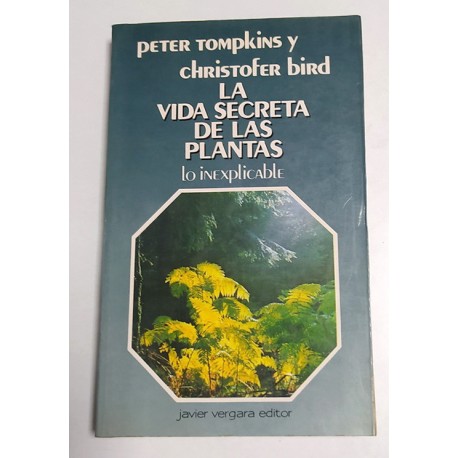 PETER TOMPKINS Y
CHRISTOFER BIRD
LA
VIDA SECRETA
DE LAS
PLANTAS
lo inexplicable
javier vergara editor